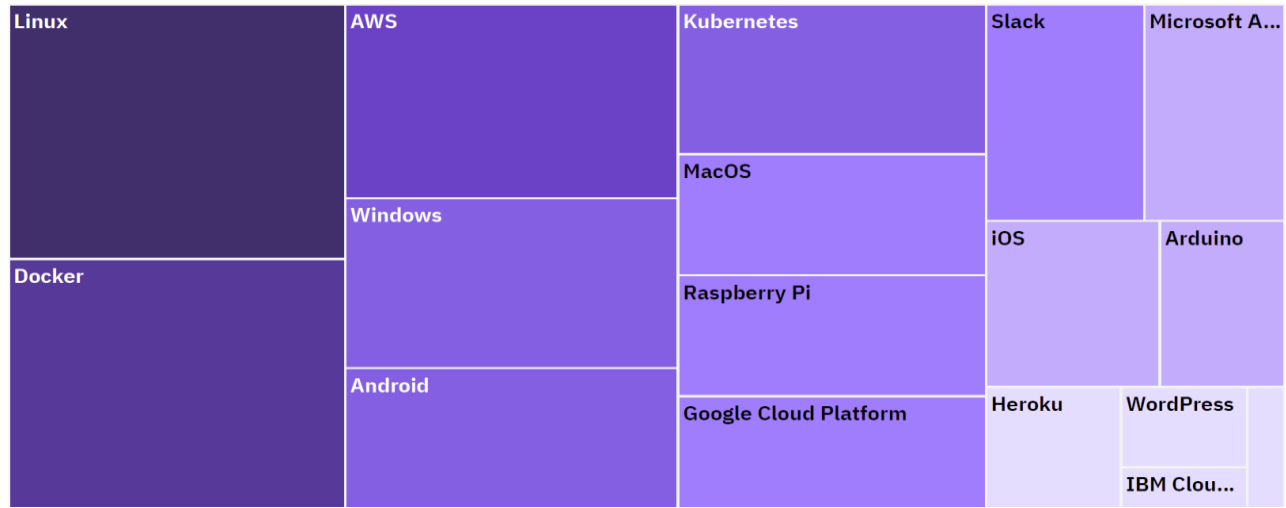 Linux
Docker
AWS
Windows
Android
Kubernetes
MacOS
Raspberry Pi
Google Cloud Platform
Slack
Microsoft A...
iOS
Arduino
Heroku
WordPress
IBM Clou...